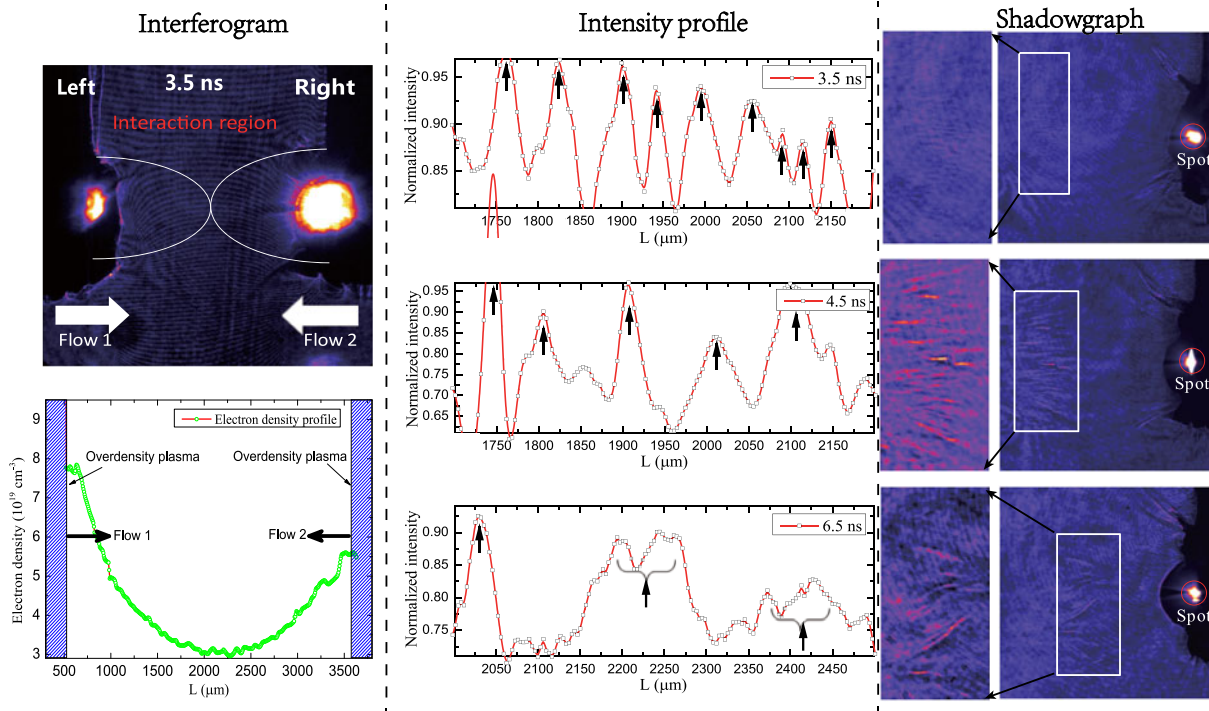 Interferogram
3.5 ns
Left
Right
Interaction region
Flow 1
Flow 2
Electron density profile
Overdensity plasma
Overdensity plasma
Flow 1
Flow 2
Electron density (10¹⁹ cm⁻³)
9
8
7
6
5
4
3
500 1000 1500 2000 2500 3000 3500
L (μm)
Intensity profile
3.5 ns
Normalized intensity
0.95
0.90
0.85
1750 1800 1850 1900 1950 2000 2050 2100 2150
L (μm)
4.5 ns
Normalized intensity
0.95
0.90
0.85
0.80
0.75
0.70
0.65
1750 1800 1850 1900 1950 2000 2050 2100 2150
L (μm)
6.5 ns
Normalized intensity
0.90
0.85
0.80
0.75
2050 2100 2150 2200 2250 2300 2350 2400 2450
L (μm)
Shadowgraph
Spot
Spot
Spot